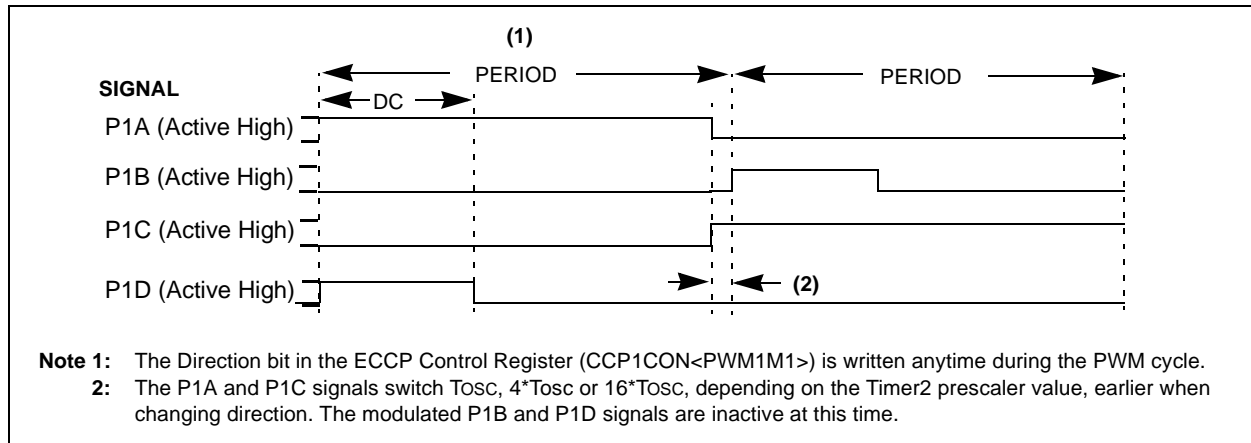 (1)
PERIOD PERIOD
SIGNAL
DC
P1A (Active High)
P1B (Active High)
P1C (Active High)
P1D (Active High)
(2)
Note 1: The Direction bit in the ECCP Control Register (CCP1CON<PWM1M1>) is written anytime during the PWM cycle.
2: The P1A and P1C signals switch TOSC, 4*Tosc or 16*TOSC, depending on the Timer2 prescaler value, earlier when
changing direction. The modulated P1B and P1D signals are inactive at this time.